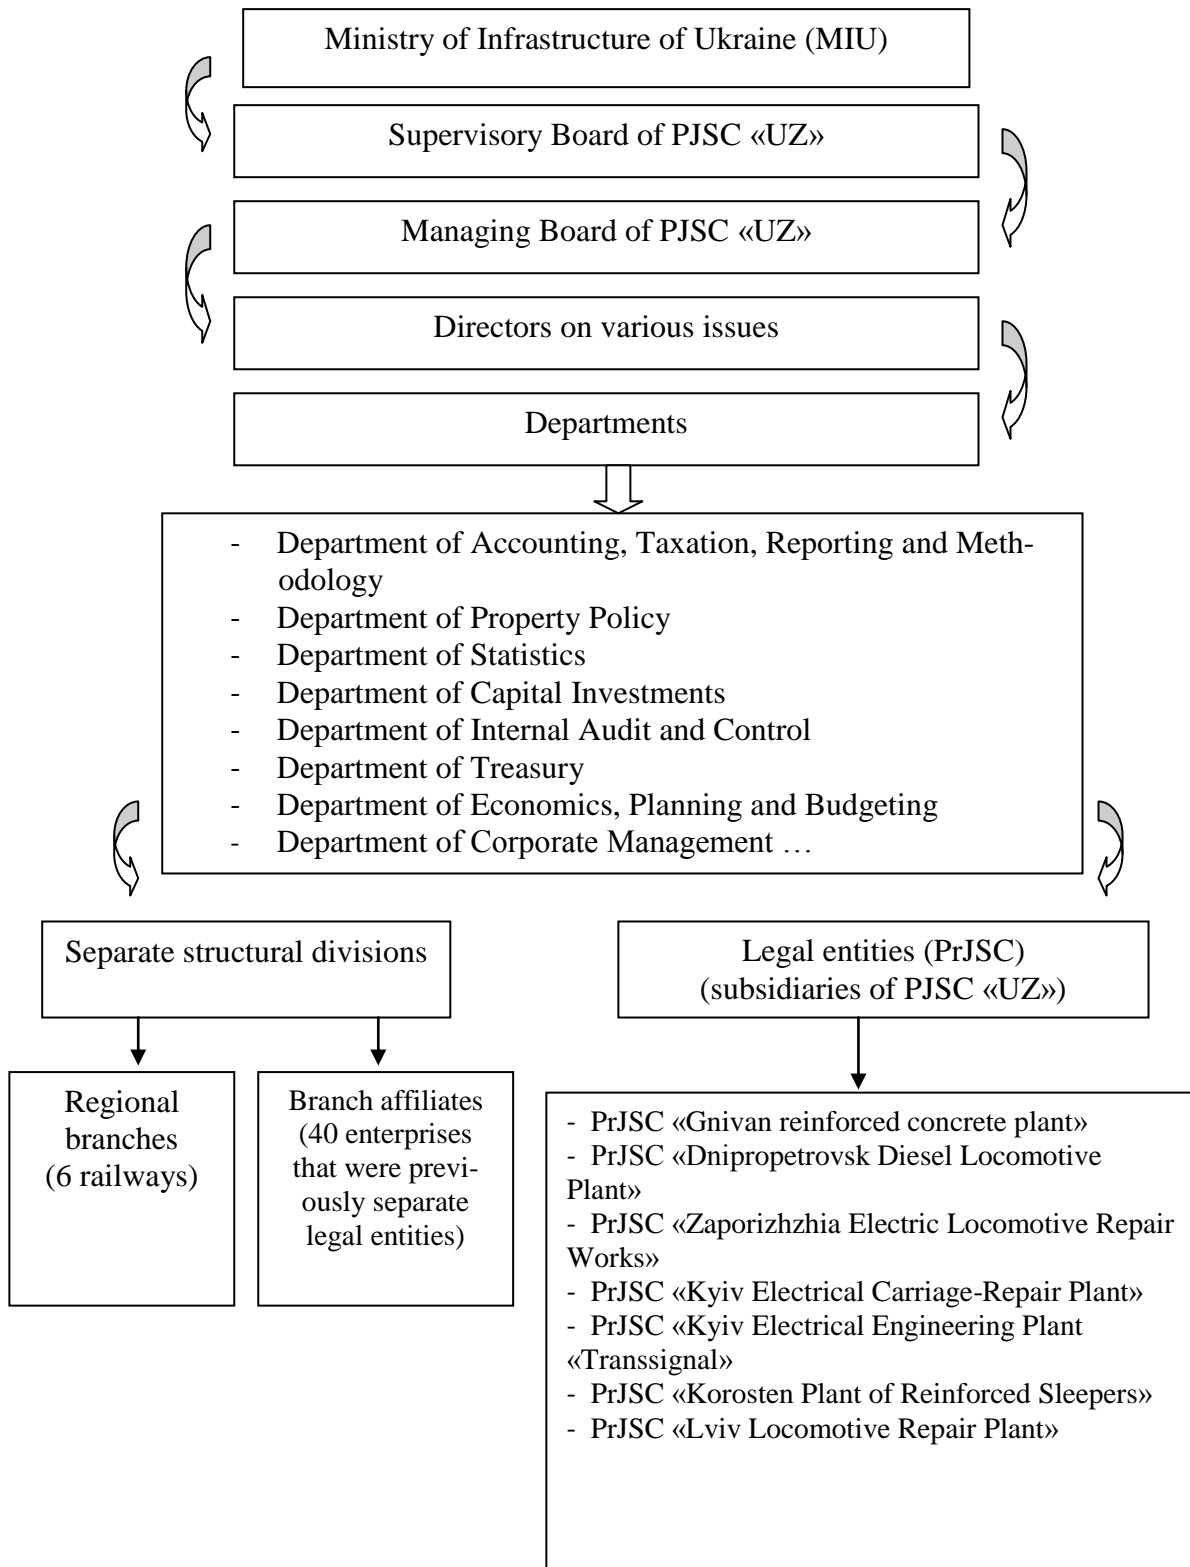 Ministry of Infrastructure of Ukraine (MIU)
Supervisory Board of PJSC «UZ»
Managing Board of PJSC «UZ»
Directors on various issues
Departments
- Department of Accounting, Taxation, Reporting and Meth-
odology
- Department of Property Policy
- Department of Statistics
- Department of Capital Investments
- Department of Internal Audit and Control
- Department of Treasury
- Department of Economics, Planning and Budgeting
- Department of Corporate Management …
Separate structural divisions
Legal entities (PrJSC)
(subsidiaries of PJSC «UZ»)
Regional
branches
(6 railways)
Branch affiliates
(40 enterprises
that were previ-
ously separate
legal entities)
- PrJSC «Gnivan reinforced concrete plant»
- PrJSC «Dnipropetrovsk Diesel Locomotive
Plant»
- PrJSC «Zaporizhzhia Electric Locomotive Repair
Works»
- PrJSC «Kyiv Electrical Carriage-Repair Plant»
- PrJSC «Kyiv Electrical Engineering Plant
«Transsignal»
- PrJSC «Korosten Plant of Reinforced Sleepers»
- PrJSC «Lviv Locomotive Repair Plant»